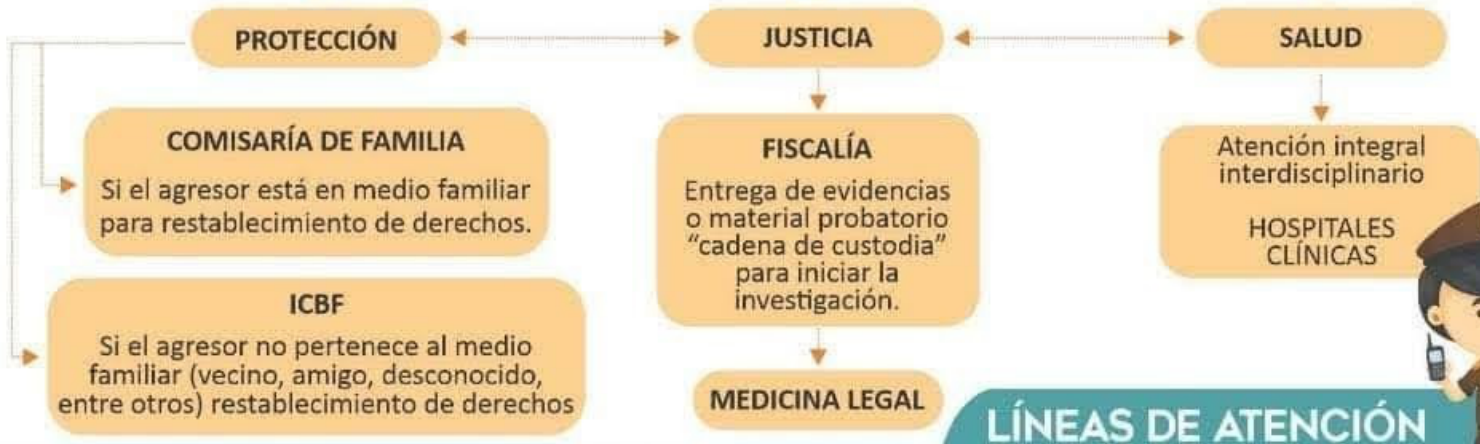 PROTECCIÓN
JUSTICIA
SALUD
COMISARÍA DE FAMILIA
Si el agresor está en medio familiar
para restablecimiento de derechos.
ICBF
Si el agresor no pertenece al medio
familiar (vecino, amigo, desconocido,
entre otros) restablecimiento de derechos
FISCALÍA
Entrega de evidencias
o material probatorio
“cadena de custodia”
para iniciar la
investigación.
MEDICINA LEGAL
Atención integral
interdisciplinario
HOSPITALES
CLÍNICAS
LÍNEAS DE ATENCIÓN